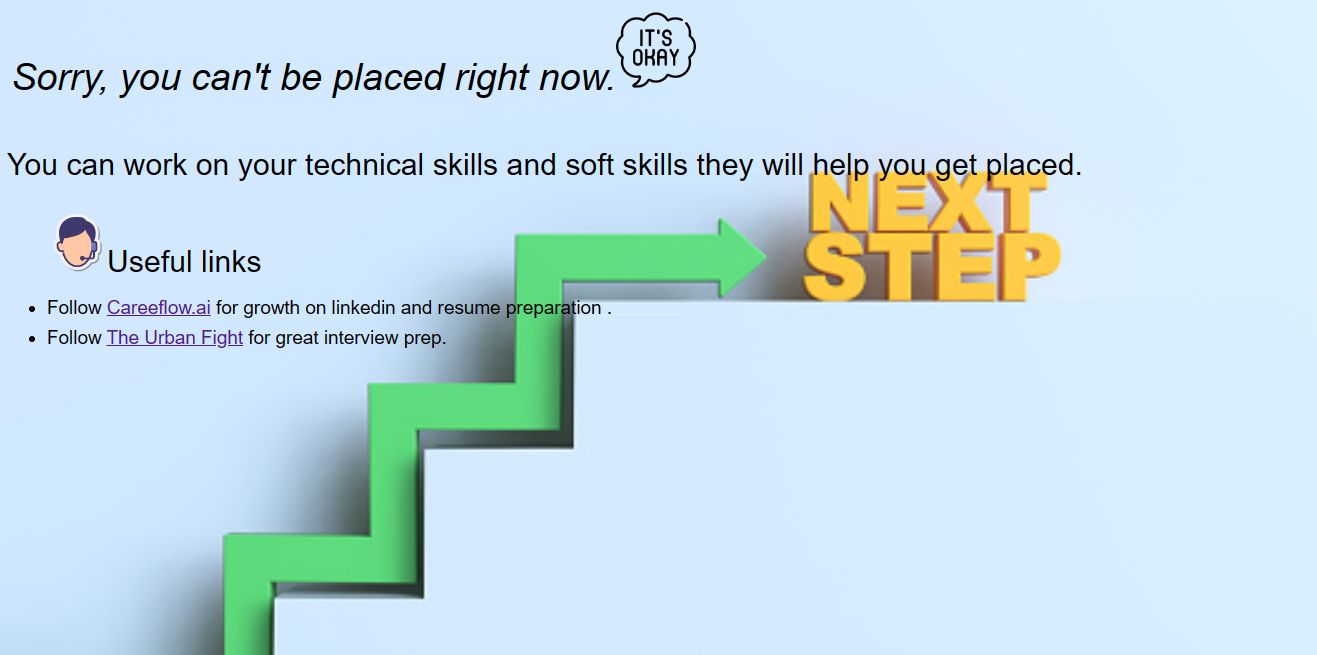 IT'S
OKAY
Sorry, you can't be placed right now.
You can work on your technical skills and soft skills they will help you get placed.
NEXT
STEP
Useful links
Follow Careeflow.ai for growth on linkedin and resume preparation .
Follow The Urban Fight for great interview prep.